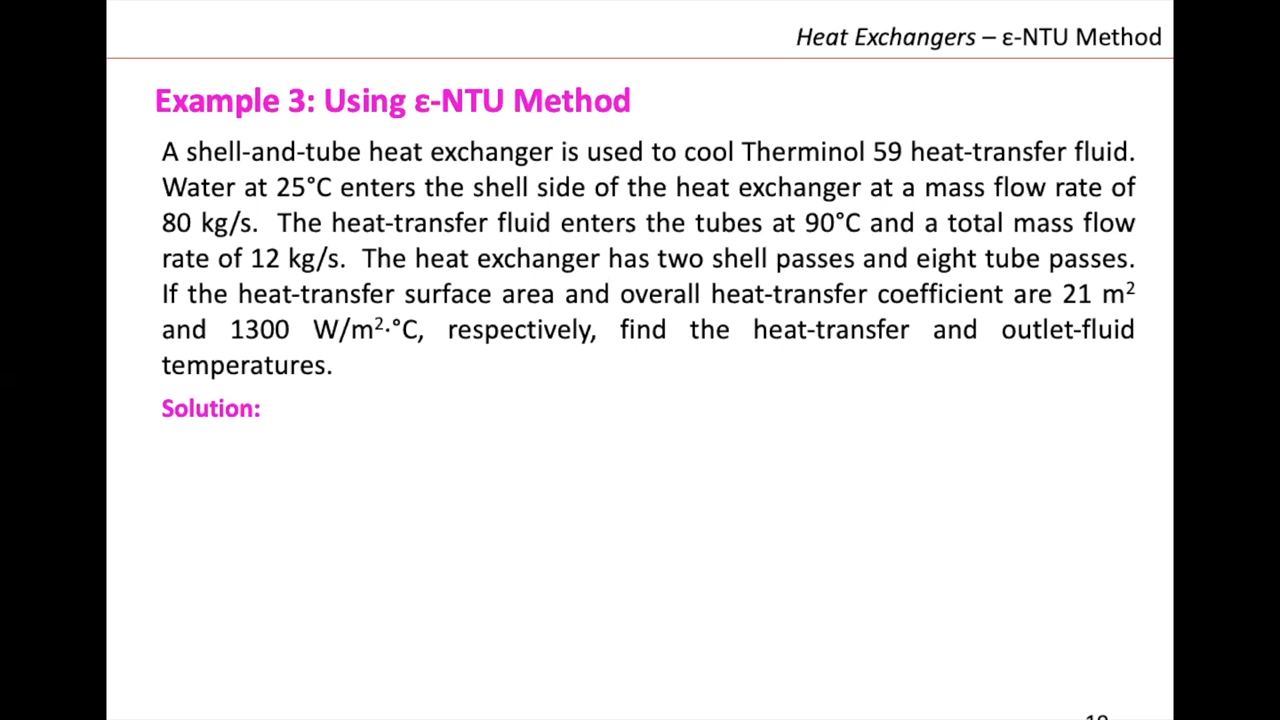 Heat Exchangers – ε-NTU Method
Example 3: Using ε-NTU Method
A shell-and-tube heat exchanger is used to cool Therminol 59 heat-transfer fluid.
Water at 25°C enters the shell side of the heat exchanger at a mass flow rate of
80 kg/s. The heat-transfer fluid enters the tubes at 90°C and a total mass flow
rate of 12 kg/s. The heat exchanger has two shell passes and eight tube passes.
If the heat-transfer surface area and overall heat-transfer coefficient are 21 m²
and 1300 W/m²·°C, respectively, find the heat-transfer and outlet-fluid
temperatures.
Solution: